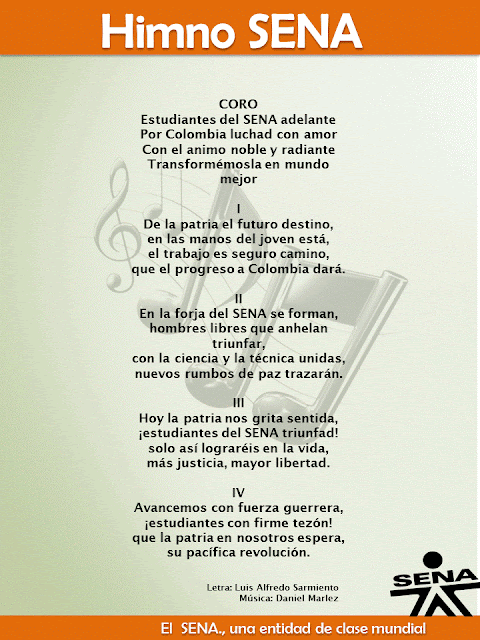 Himno SENA
CORO
Estudiantes del SENA adelante
Por Colombia luchad con amor
Con el animo noble y radiante
Transformémosla en mundo
mejor
I
De la patria el futuro destino,
en las manos del joven está,
el trabajo es seguro camino,
que el progreso a Colombia dará.
II
En la forja del SENA se forman,
hombres libres que anhelan
triunfar,
con la ciencia y la técnica unidas,
nuevos rumbos de paz trazarán.
III
Hoy la patria nos grita sentida,
¡estudiantes del SENA triunfad!
solo así lograréis en la vida,
más justicia, mayor libertad.
IV
Avancemos con fuerza guerrera,
¡estudiantes con firme tezón!
que la patria en nosotros espera,
su pacífica revolución.
Letra: Luis Alfredo Sarmiento
Música: Daniel Marlez
SENA
El SENA., una entidad de clase mundial